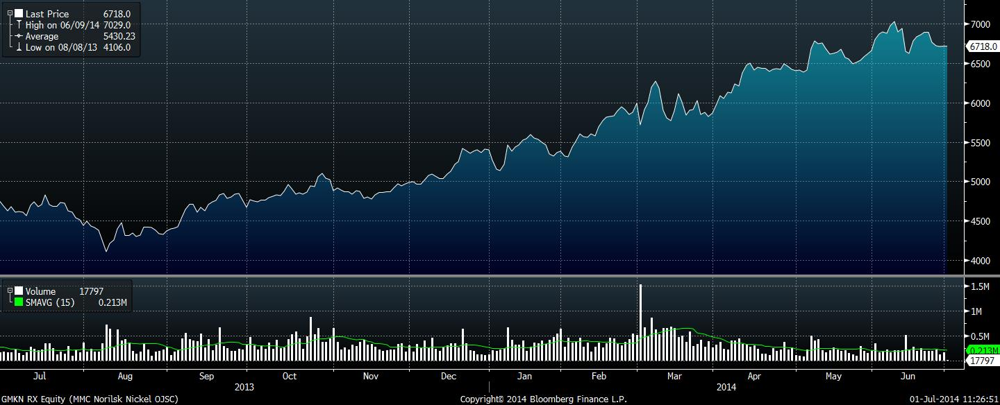 Last Price 6718.0
High on 06/09/14 7029.0
Average 5430.23
Low on 08/08/13 4106.0
7000
6718.0
6500
6000
5500
5000
4500
4000
Volume 17797
SMAVG (15) 0.213M
1.5M
1M
0.5M
0.213M
17797
Jul Aug Sep Oct Nov Dec Jan Feb Mar Apr May Jun
2013 2014
GMKN RX Equity (MMC Norilsk Nickel OJSC) Copyright© 2014 Bloomberg Finance L.P. 01-Jul-2014 11:26:51